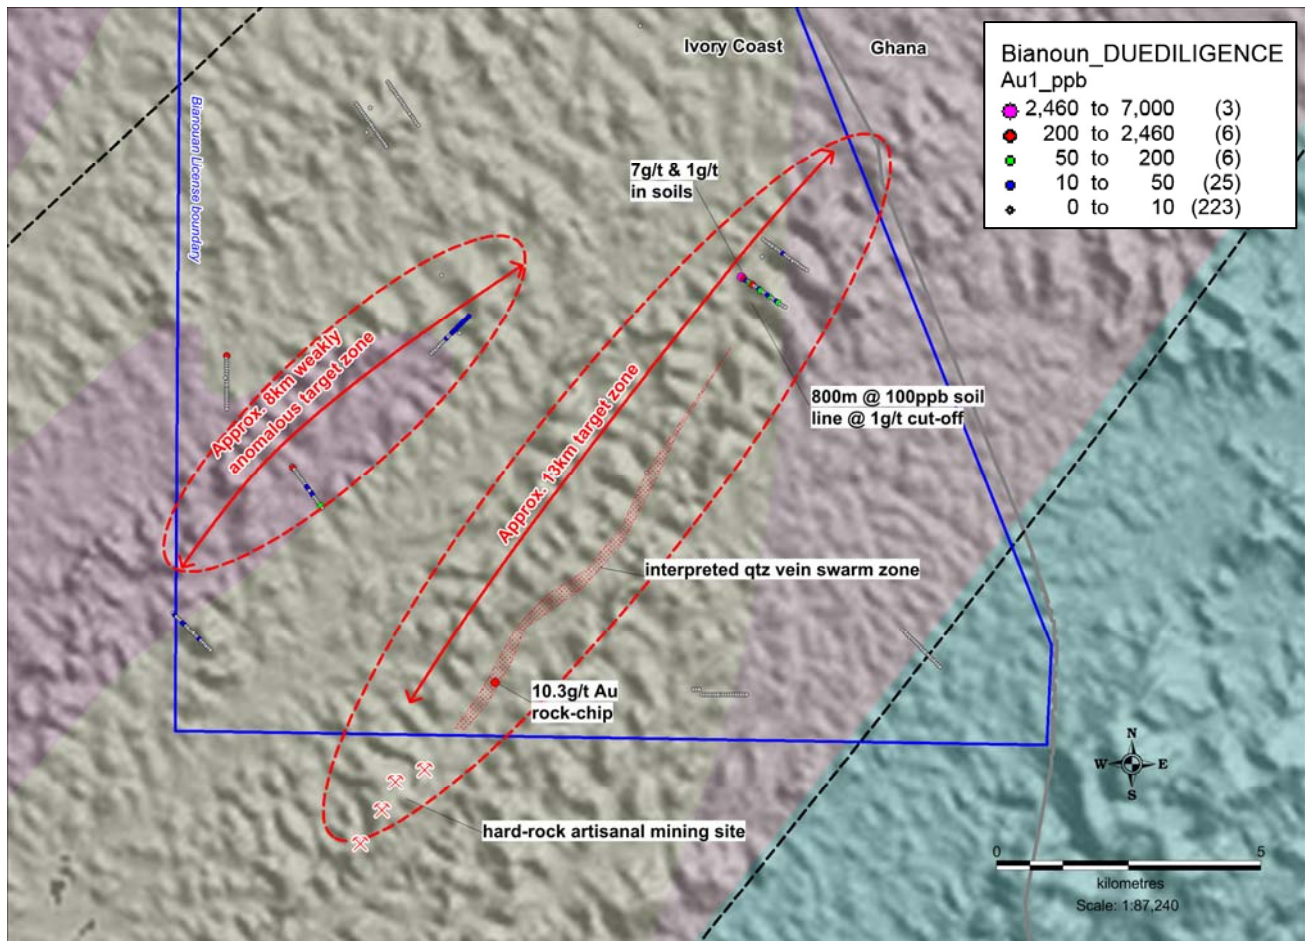 Ivory Coast
Ghana
Bianoun_DUEDILIGENCE
Au1_ppb
2,460 to 7,000 (3)
200 to 2,460 (6)
50 to 200 (6)
10 to 50 (25)
0 to 10 (223)
Bianouan License boundary
7g/t & 1g/t
in soils
Approx. 8km weakly
anomalous target zone
800m @ 100ppb soil
line @ 1g/t cut-off
Approx. 13km target zone
interpreted qtz vein swarm zone
10.3g/t Au
rock-chip
hard-rock artisanal mining site
N
W E
S
0 5
kilometres
Scale: 1:87,240